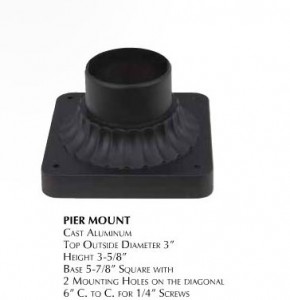 PIER MOUNT
CAST ALUMINUM
TOP OUTSIDE DIAMETER 3"
HEIGHT 3-5/8"
BASE 5-7/8" SQUARE WITH
2 MOUNTING HOLES ON THE DIAGONAL
6" C. TO C. FOR 1/4" SCREWS